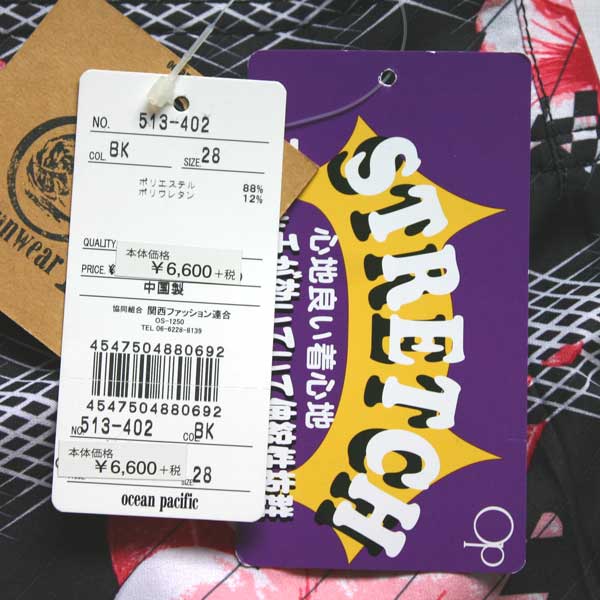 NO. 513-402
COL. BK SIZE 28
ポリエステル 88%
ポリウレタン 12%
QUALITY
本体価格
PRICE. ¥6,600+税
中国製
協同組合 関西ファッション連合
OS-1250
TEL 06-6228-8139
4547504880692
4547504880692
NO. 513-402 COL BK
本体価格
¥6,600+税 28
ocean pacific
STRETCH
心地良い着心地
Op